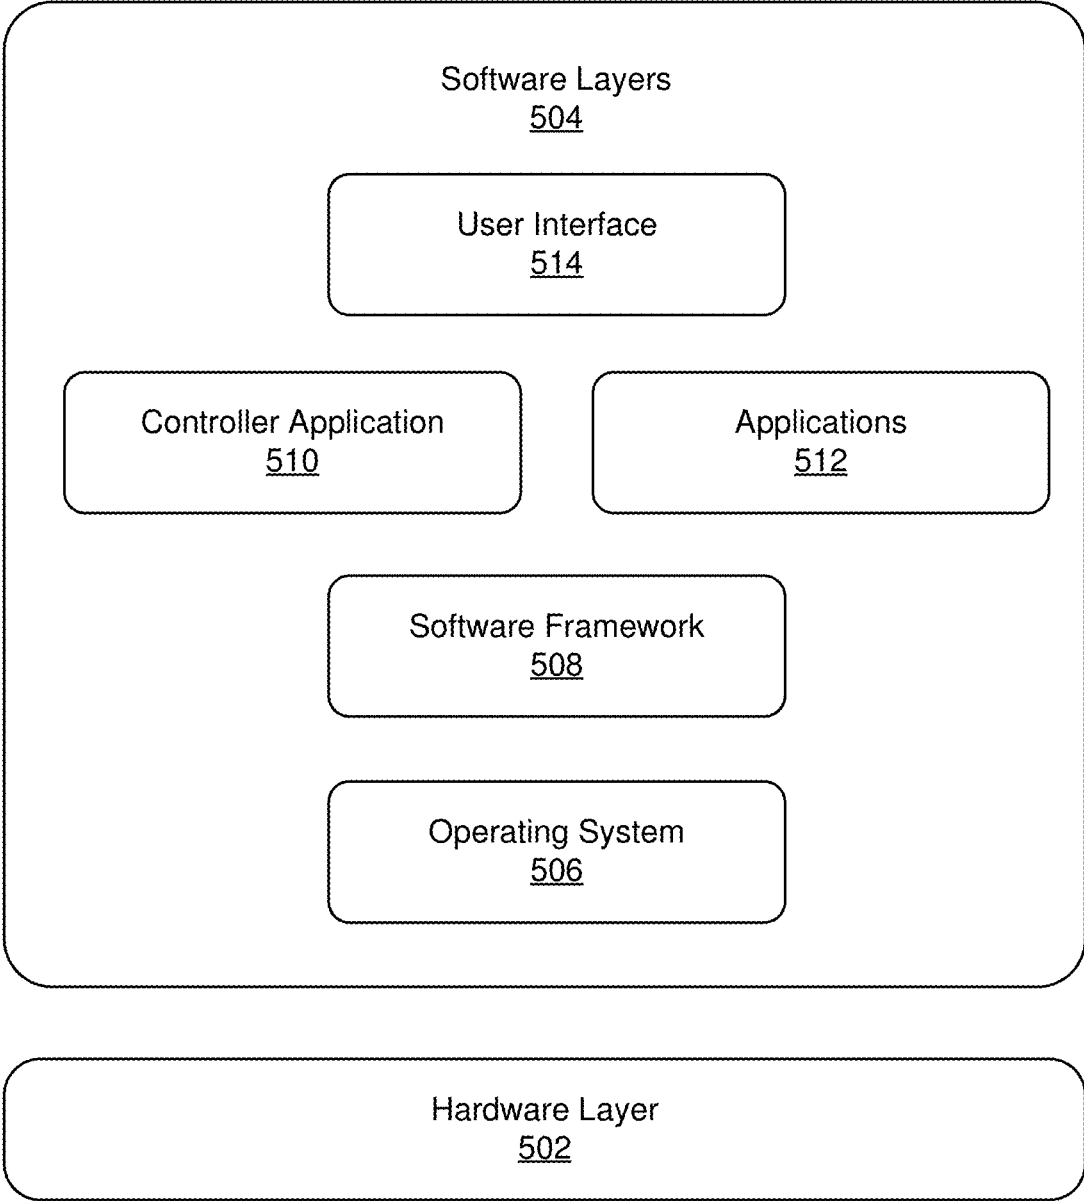 Software Layers
504
User Interface
514
Controller Application
510
Applications
512
Software Framework
508
Operating System
506
Hardware Layer
502